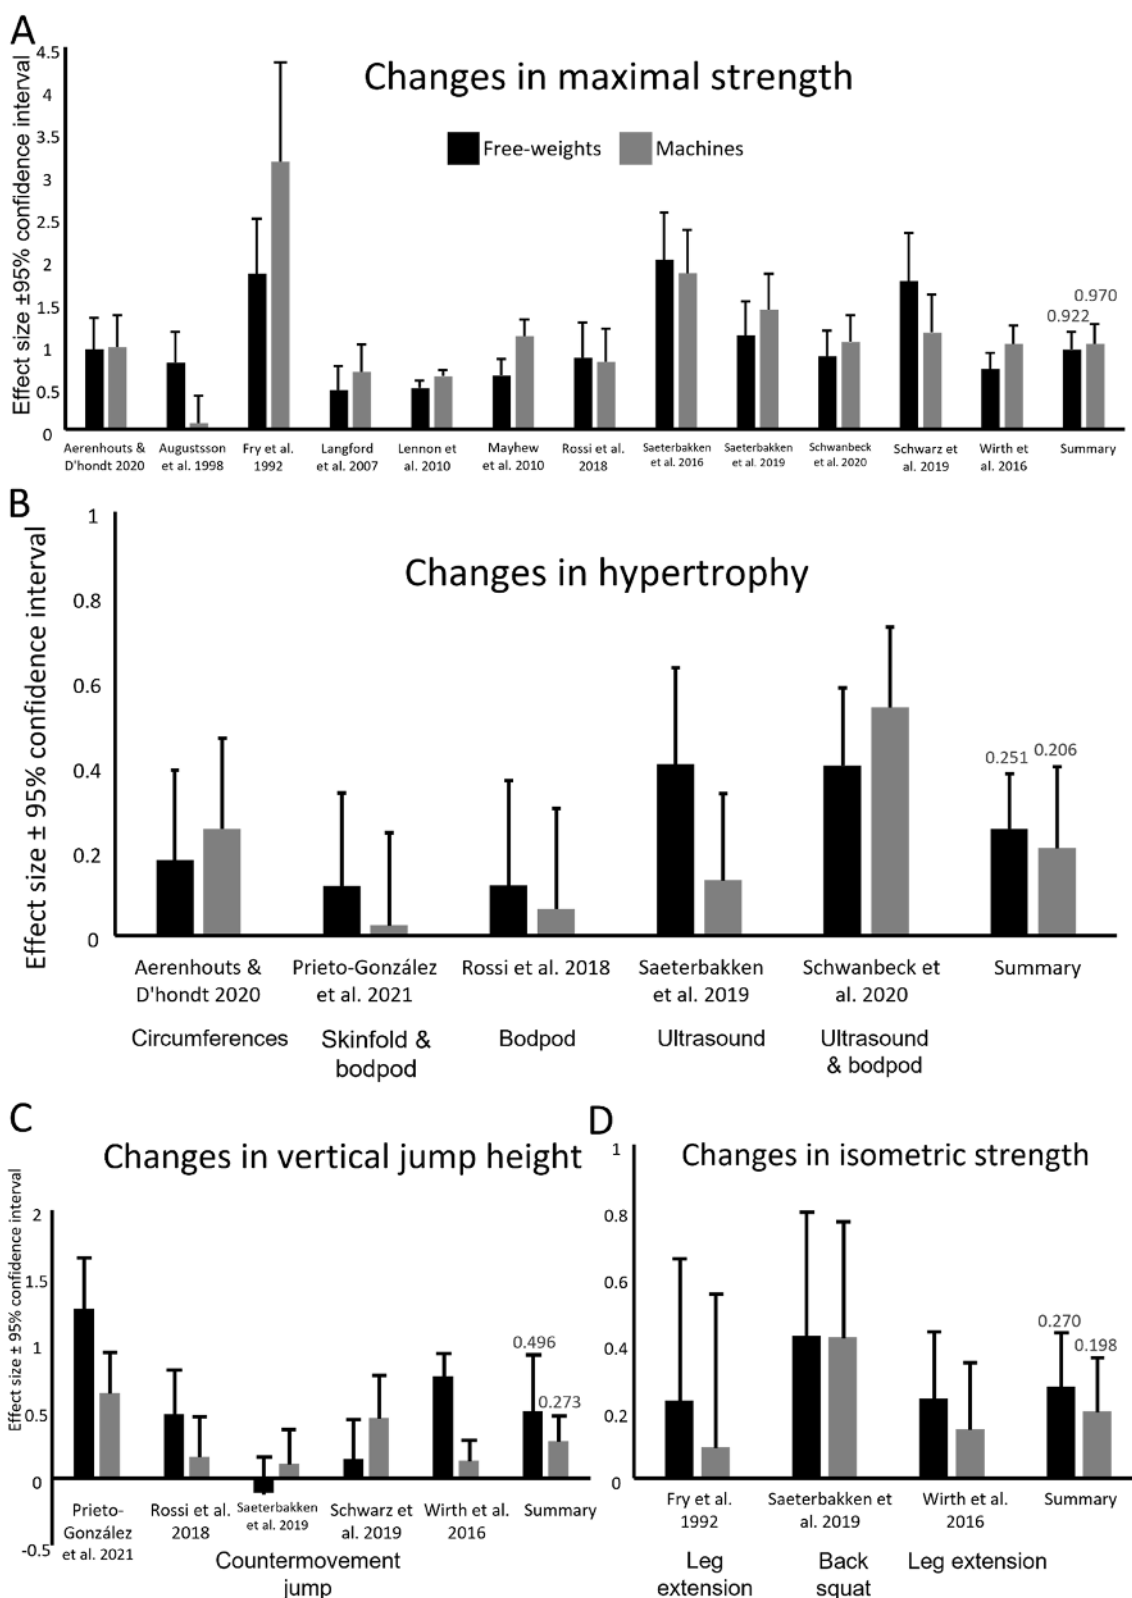 A
Changes in maximal strength
Effect size ±95% confidence interval
4.5
4
3.5
3
2.5
2
1.5
1
0.5
0
Free-weights
Machines
0.922
0.970
Aerenhouts &
D'hondt 2020
Augustsson
et al. 1998
Fry et al.
1992
Langford
et al. 2007
Lennon et
al. 2010
Mayhew
et al. 2010
Rossi et al.
2018
Saeterbakken
et al. 2016
Saeterbakken
et al. 2019
Schwanbeck
et al. 2020
Schwarz et
al. 2019
Wirth et
al. 2016
Summary
B
Changes in hypertrophy
Effect size ± 95% confidence interval
1
0.8
0.6
0.4
0.2
0
0.251
0.206
Aerenhouts &
D'hondt 2020
Prieto-González
et al. 2021
Rossi et al. 2018
Saeterbakken
et al. 2019
Schwanbeck et
al. 2020
Summary
Circumferences
Skinfold &
bodpod
Bodpod
Ultrasound
Ultrasound
& bodpod
C
Changes in vertical jump height
Effect size ± 95% confidence interval
2
1.5
1
0.5
0
-0.5
0.496
0.273
Prieto-
González
et al. 2021
Rossi et al.
2018
Saeterbakken
et al. 2019
Schwarz et
al. 2019
Wirth et al.
2016
Summary
Countermovement
jump
D
Changes in isometric strength
1
0.8
0.6
0.4
0.2
0
0.270
0.198
Fry et al.
1992
Saeterbakken et
al. 2019
Wirth et al.
2016
Summary
Leg
extension
Back
squat
Leg extension